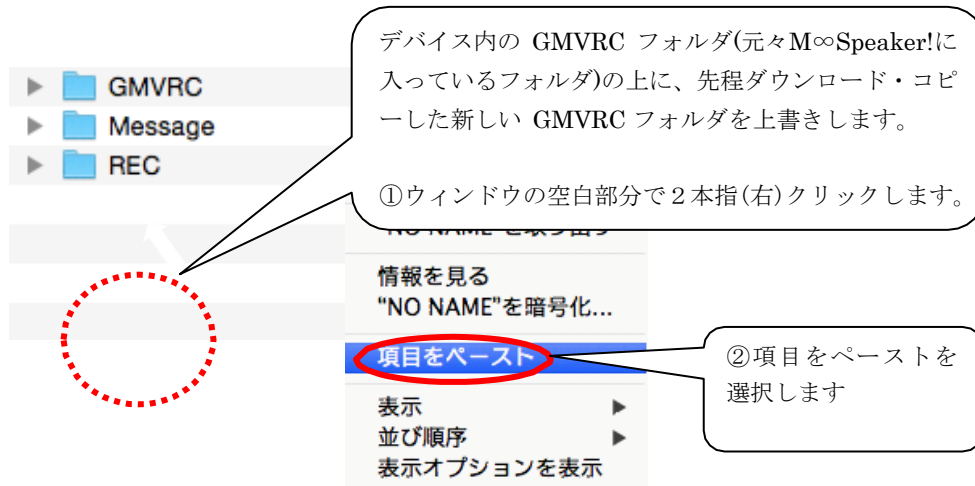 デバイス内の GMVRC フォルダ(元々M∞Speaker!に
入っているフォルダ)の上に、先程ダウンロード・コピ
ーした新しい GMVRC フォルダを上書きします。
①ウィンドウの空白部分で２本指(右)クリックします。
GMVRC
Message
REC
情報を見る
"NO NAME"を暗号化...
項目をペースト
②項目をペーストを
選択します
表示
並び順序
表示オプションを表示